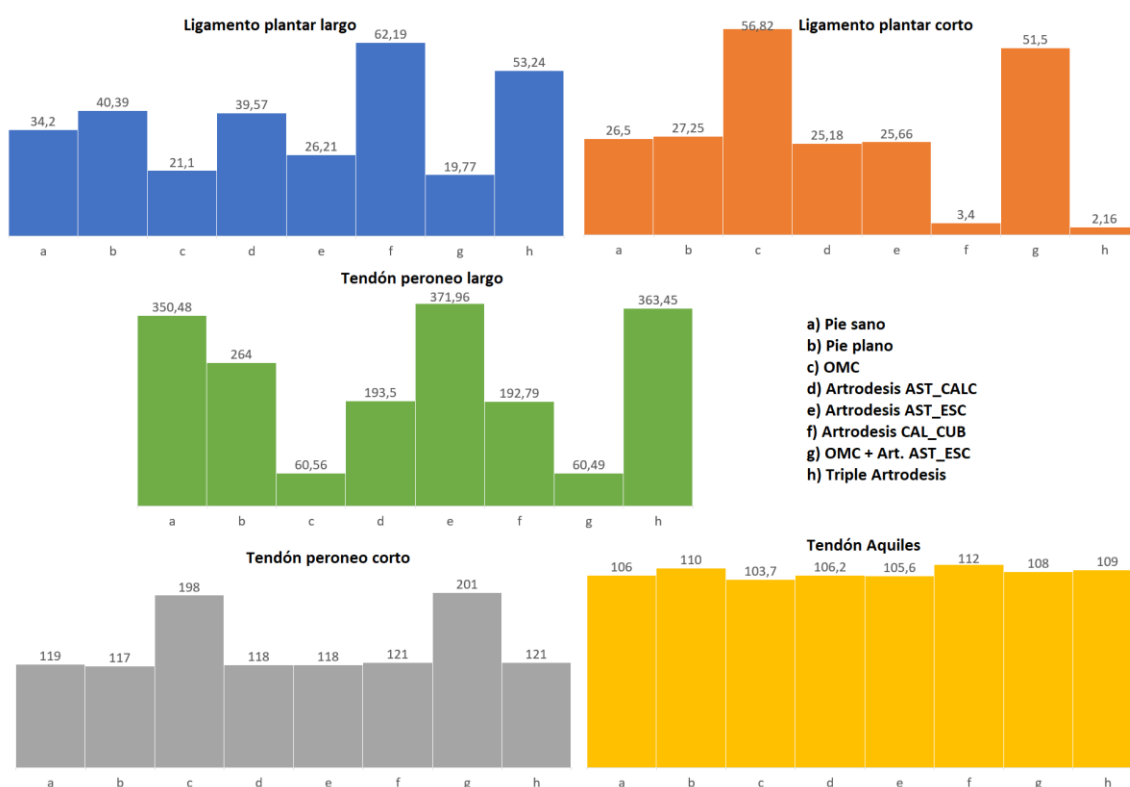 Ligamento plantar largo
62,19
53,24
40,39
39,57
34,2
26,21
21,1
19,77
a b c d e f g h
Ligamento plantar corto
56,82
51,5
26,5
27,25
25,18
25,66
3,4
2,16
a b c d e f g h
Tendón peroneo largo
371,96
363,45
350,48
264
193,5
192,79
60,56
60,49
a b c d e f g h
a) Pie sano
b) Pie plano
c) OMC
d) Artrodesis AST_CALC
e) Artrodesis AST_ESC
f) Artrodesis CAL_CUB
g) OMC + Art. AST_ESC
h) Triple Artrodesis
Tendón peroneo corto
198
201
119
117
118
118
121
121
a b c d e f g h
Tendón Aquiles
106
110
103,7
106,2
105,6
112
108
109
a b c d e f g h